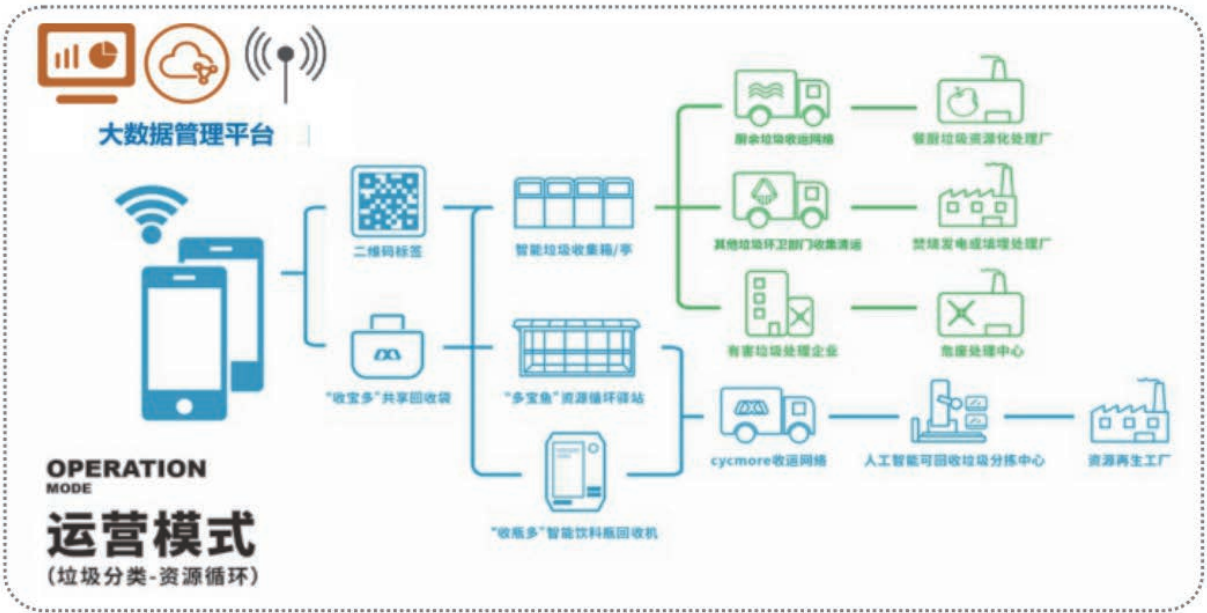 大数据管理平台
厨余垃圾收运网络
餐厨垃圾资源化处理厂
二维码标签
智能垃圾收集箱/亭
其他垃圾环卫部门收集清运
焚烧发电或填埋处理厂
有害垃圾处理企业
危废处理中心
“收宝多”共享回收袋
“多宝鱼”资源循环驿站
cycmore收运网络
人工智能可回收垃圾分拣中心
资源再生工厂
“收瓶多”智能饮料瓶回收机
OPERATION
MODE
运营模式
(垃圾分类-资源循环)